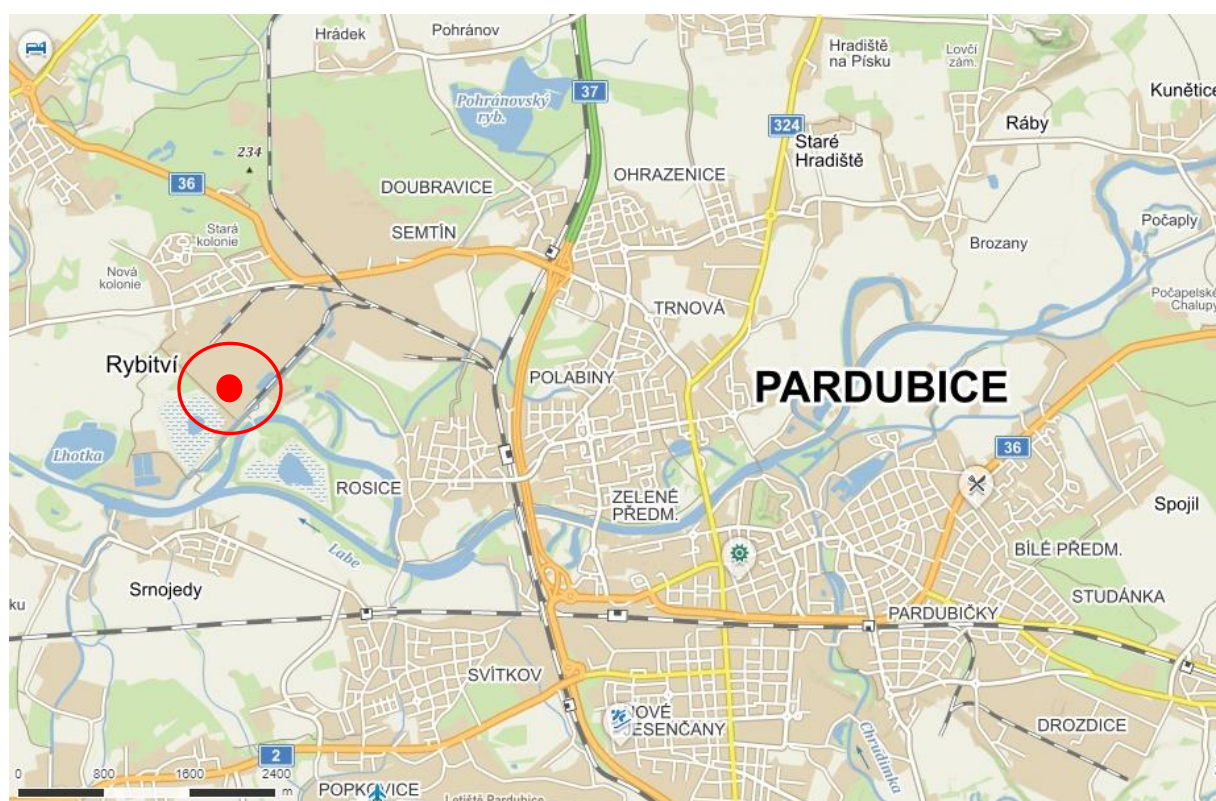 Hrádek
Pohránov
Hradiště
na Písku
Lovčí
zám.
Kunětice
37
Pohránovský
ryb.
Ráby
324
Staré
Hradiště
234
36
DOUBRAVICE
OHRAZENICE
Počaply
Stará
kolonie
SEMTÍN
Brozany
Nová
kolonie
Počapelské
Chalupy
TRNOVÁ
Rybitví
POLABINY
PARDUBICE
36
Lhotka
ROSICE
ZELENÉ
PŘEDM.
Spojil
Labe
BÍLÉ PŘEDM.
Srnojedy
STUDÁNKA
ku
PARDUBIČKY
SVÍTKOV
NOVÉ
JESENČANY
DROZDICE
Chrudimka
2
0 800 1600 2400
m
POPKOVICE
Letiště Pardubice